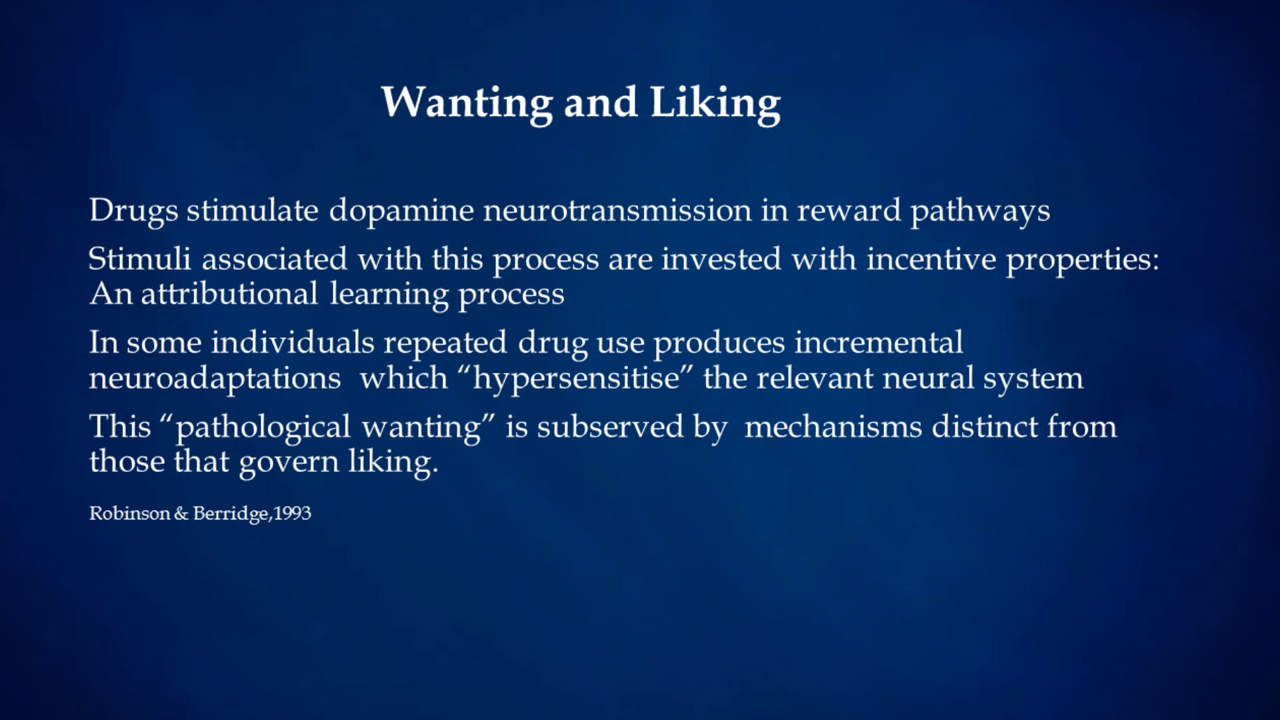 Wanting and Liking
Drugs stimulate dopamine neurotransmission in reward pathways
Stimuli associated with this process are invested with incentive properties:
An attributional learning process
In some individuals repeated drug use produces incremental
neuroadaptations  which “hypersensitise” the relevant neural system
This “pathological wanting” is subserved by  mechanisms distinct from
those that govern liking.
Robinson & Berridge,1993